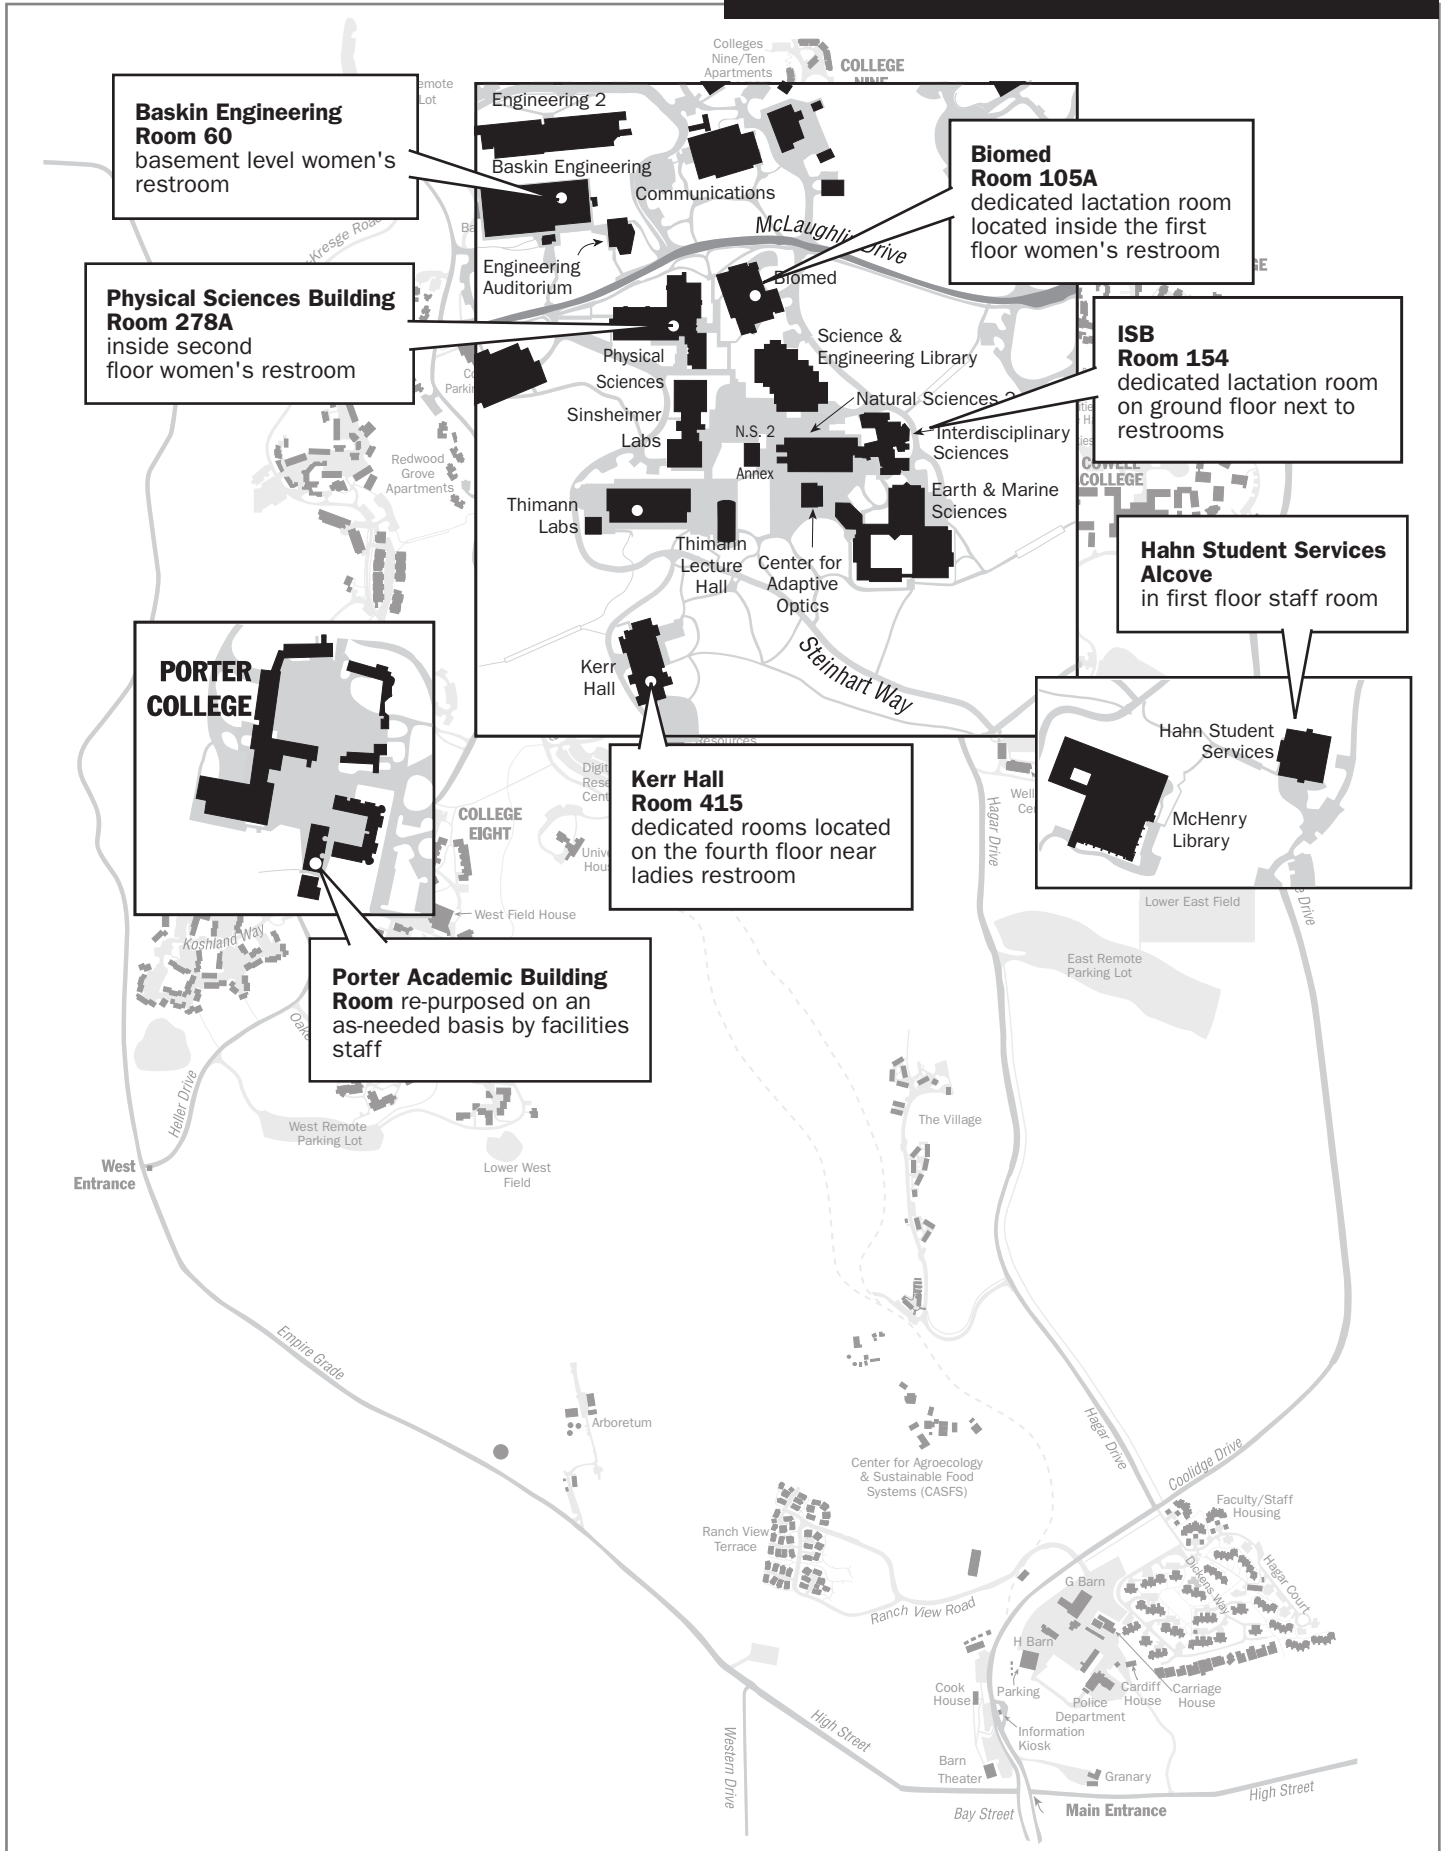 Colleges
Nine/Ten
Apartments
COLLEGE
NINE
Lot
Baskin Engineering
Room 60
basement level women's
restroom
Engineering 2
Baskin Engineering
Communications
Engineering
Auditorium
McLaughlin Drive
Kresge Road
Biomed
Room 105A
dedicated lactation room
located inside the first
floor women's restroom
Physical Sciences Building
Room 278A
inside second
floor women's restroom
Biomed
Physical
Sciences
Science &
Engineering Library
Natural Sciences 2
Sinsheimer
Labs
N.S. 2
Annex
Interdisciplinary
Sciences
ISB
Room 154
dedicated lactation room
on ground floor next to
restrooms
COWELL
COLLEGE
Redwood
Grove
Apartments
Thimann
Labs
Thimann
Lecture
Hall
Center for
Adaptive
Optics
Earth & Marine
Sciences
Hahn Student Services
Alcove
in first floor staff room
PORTER
COLLEGE
Kerr
Hall
Steinhart Way
Resources
Hahn Student
Services
McHenry
Library
Kerr Hall
Room 415
dedicated rooms located
on the fourth floor near
ladies restroom
COLLEGE
EIGHT
Hagar Drive
West Field House
Lower East Field
Drive
Koshland Way
East Remote
Parking Lot
Porter Academic Building
Room re-purposed on an
as-needed basis by facilities
staff
Heller Drive
West Remote
Parking Lot
The Village
Lower West
Field
West
Entrance
Empire Grade
Arboretum
Hagar Drive
Coolidge Drive
Center for Agroecology
& Sustainable Food
Systems (CASFS)
Faculty/Staff
Housing
Ranch View
Terrace
Dickens Way
Hagar Court
G Barn
Ranch View Road
H Barn
Cook
House
Parking
Police
Department
Cardiff
House
Carriage
House
Information
Kiosk
Western Drive
High Street
Barn
Theater
Granary
Bay Street
Main Entrance
High Street